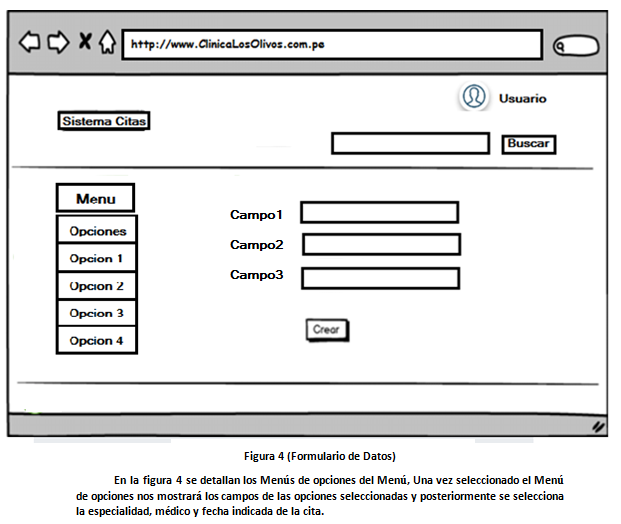 http://www.ClinicaLosOlivos.com.pe
Usuario
Sistema Citas
Buscar
Menu
Opciones
Opcion 1
Opcion 2
Opcion 3
Opcion 4
Campo1
Campo2
Campo3
Crear
Figura 4 (Formulario de Datos)
En la figura 4 se detallan los Menús de opciones del Menú, Una vez seleccionado el Menú
de opciones nos mostrará los campos de las opciones seleccionadas y posteriormente se selecciona
la especialidad, médico y fecha indicada de la cita.